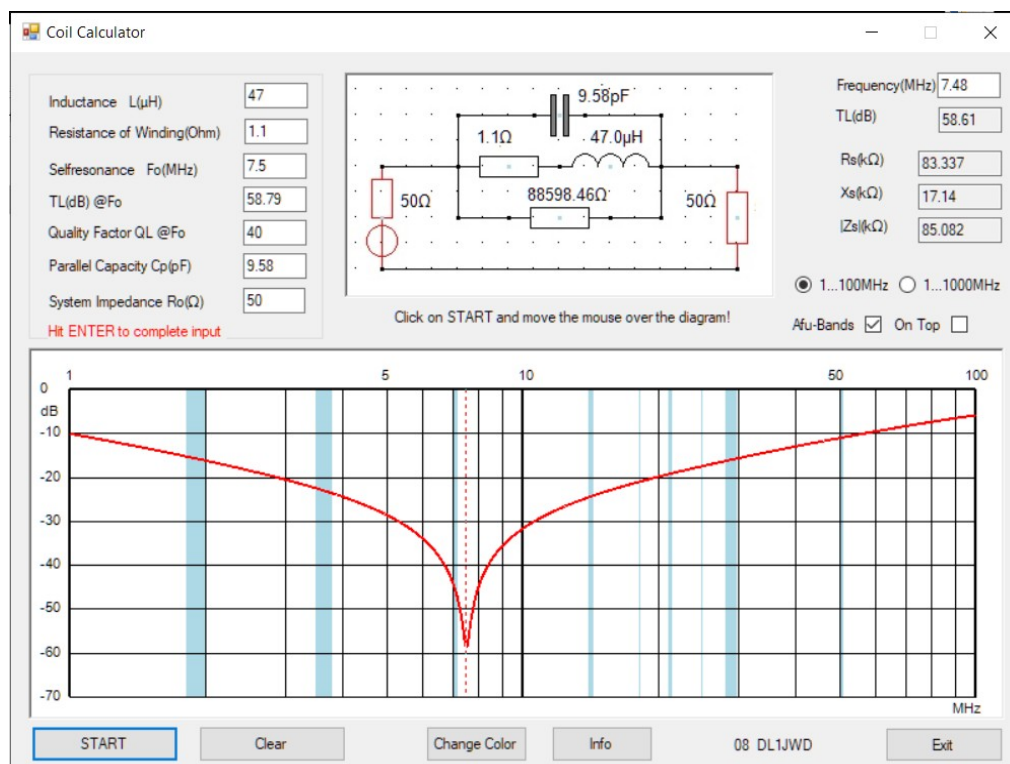 Coil Calculator
Inductance L(µH) 47
Resistance of Winding(Ohm) 1.1
Selfresonance Fo(MHz) 7.5
TL(dB) @Fo 58.79
Quality Factor QL @Fo 40
Parallel Capacity Cp(pF) 9.58
System Impedance Ro(Ω) 50
Hit ENTER to complete input
9.58pF
1.1Ω 47.0µH
50Ω 88598.46Ω 50Ω
Click on START and move the mouse over the diagram!
Frequency(MHz) 7.48
TL(dB) 58.61
Rs(kΩ) 83.337
Xs(kΩ) 17.14
|Zs|(kΩ) 85.082
1...100MHz 1...1000MHz
Afu-Bands On Top
1 5 10 50 100
0
dB
-10
-20
-30
-40
-50
-60
-70
MHz
START Clear Change Color Info 08 DL1JWD Exit